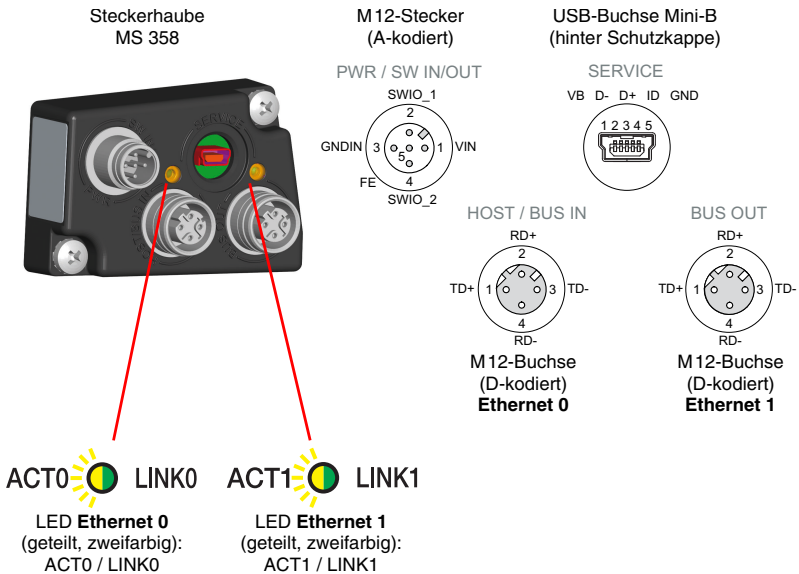 Steckerhaube
MS 358
M12-Stecker
(A-kodiert)
USB-Buchse Mini-B
(hinter Schutzkappe)
PWR / SW IN/OUT
SWIO_1
2
GNDIN 3 5 1 VIN
FE
4
SWIO_2
SERVICE
VB D- D+ ID GND
1 2 3 4 5
SERVICE
HOST / BUS IN
RD+
2
TD+ 1 3 TD-
4
RD-
M12-Buchse
(D-kodiert)
Ethernet 0
BUS OUT
RD+
2
TD+ 1 3 TD-
4
RD-
M12-Buchse
(D-kodiert)
Ethernet 1
ACT0 LINK0
LED Ethernet 0
(geteilt, zweifarbig):
ACT0 / LINK0
ACT1 LINK1
LED Ethernet 1
(geteilt, zweifarbig):
ACT1 / LINK1